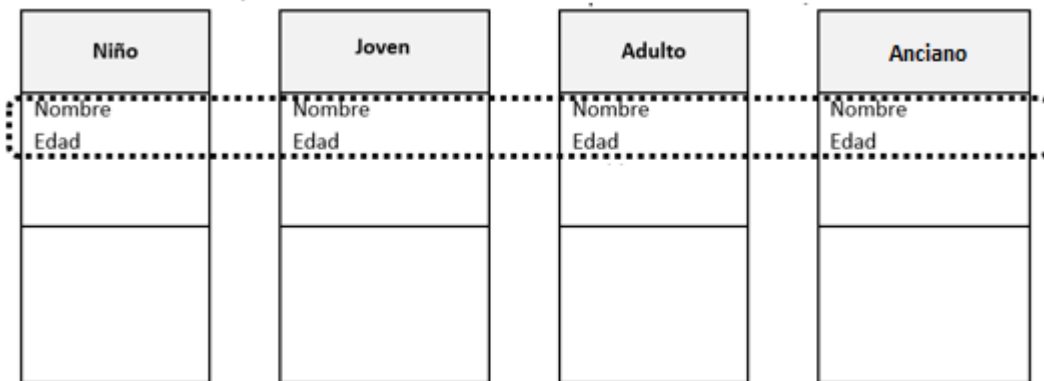 Niño
Joven
Adulto
Anciano
Nombre
Edad
Nombre
Edad
Nombre
Edad
Nombre
Edad